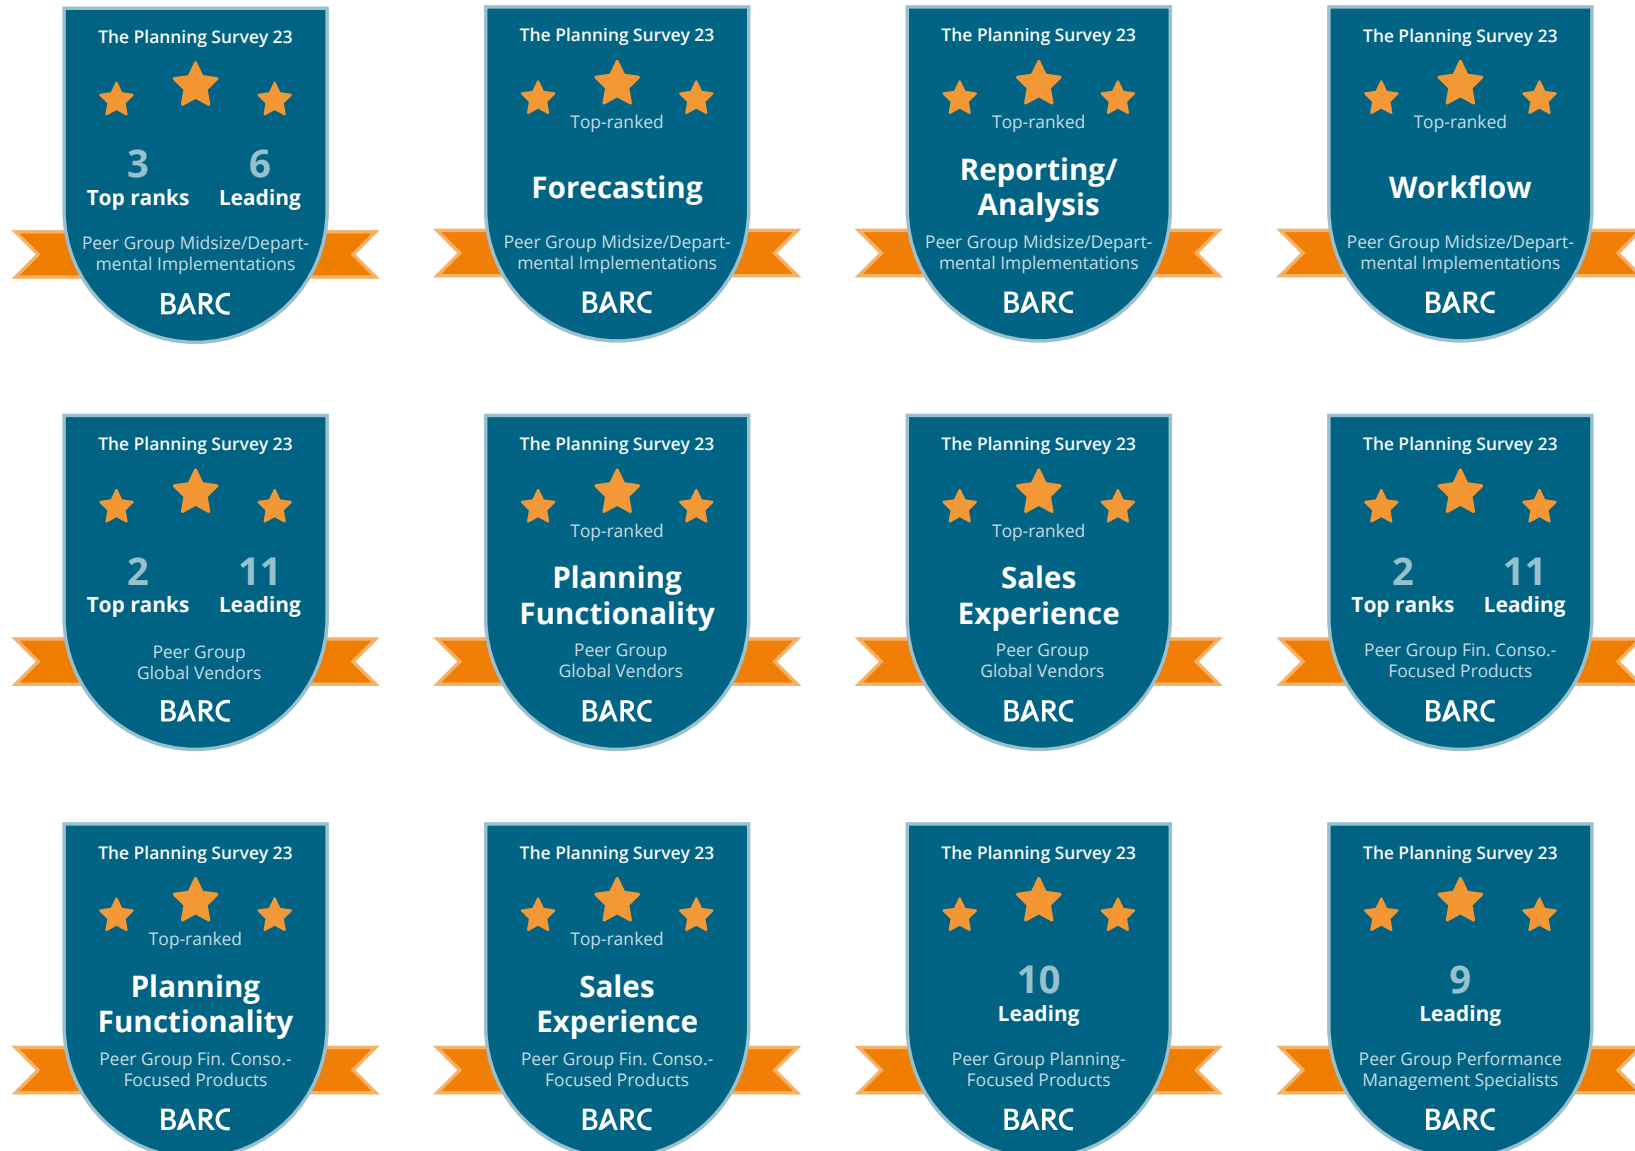 The Planning Survey 23
3 6
Top ranks Leading
Peer Group Midsize/Depart-
mental Implementations
BARC
The Planning Survey 23
Top-ranked
Forecasting
Peer Group Midsize/Depart-
mental Implementations
BARC
The Planning Survey 23
Top-ranked
Reporting/
Analysis
Peer Group Midsize/Depart-
mental Implementations
BARC
The Planning Survey 23
Top-ranked
Workflow
Peer Group Midsize/Depart-
mental Implementations
BARC
The Planning Survey 23
2 11
Top ranks Leading
Peer Group
Global Vendors
BARC
The Planning Survey 23
Top-ranked
Planning
Functionality
Peer Group
Global Vendors
BARC
The Planning Survey 23
Top-ranked
Sales
Experience
Peer Group
Global Vendors
BARC
The Planning Survey 23
2 11
Top ranks Leading
Peer Group Fin. Conso.-
Focused Products
BARC
The Planning Survey 23
Top-ranked
Planning
Functionality
Peer Group Fin. Conso.-
Focused Products
BARC
The Planning Survey 23
Top-ranked
Sales
Experience
Peer Group Fin. Conso.-
Focused Products
BARC
The Planning Survey 23
10
Leading
Peer Group Planning-
Focused Products
BARC
The Planning Survey 23
9
Leading
Peer Group Performance
Management Specialists
BARC